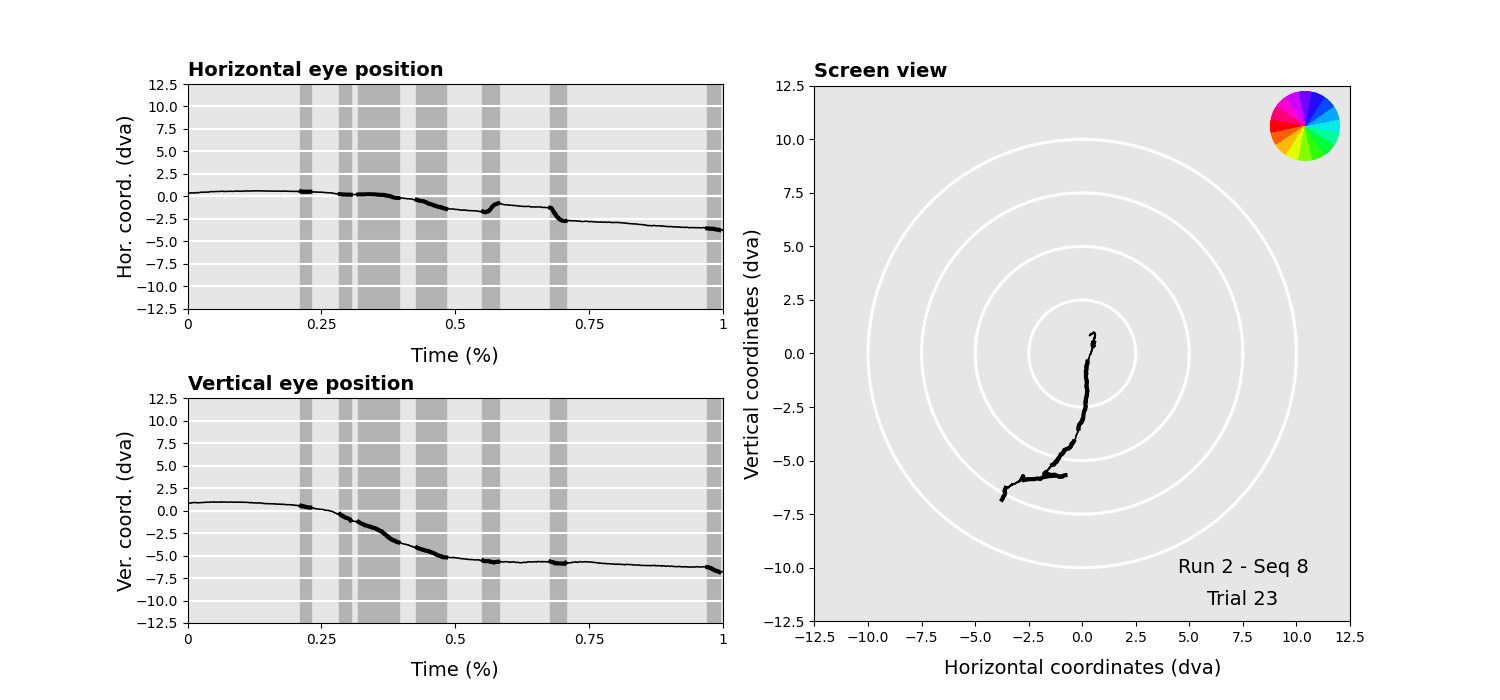 Horizontal eye position
Hor. coord. (dva)
12.5
10.0
7.5
5.0
2.5
0.0
−2.5
−5.0
−7.5
−10.0
−12.5
0 0.25 0.5 0.75 1
Time (%)
Vertical eye position
Ver. coord. (dva)
12.5
10.0
7.5
5.0
2.5
0.0
−2.5
−5.0
−7.5
−10.0
−12.5
0 0.25 0.5 0.75 1
Time (%)
Screen view
Vertical coordinates (dva)
12.5
10.0
7.5
5.0
2.5
0.0
−2.5
−5.0
−7.5
−10.0
−12.5
Run 2 - Seq 8
Trial 23
−12.5 −10.0 −7.5 −5.0 −2.5 0.0 2.5 5.0 7.5 10.0 12.5
Horizontal coordinates (dva)